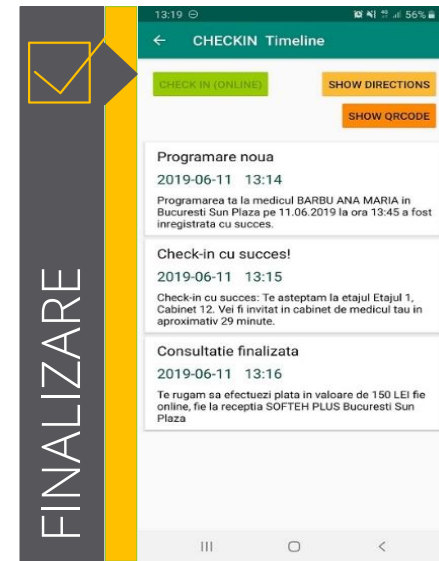 FINALIZARE
13:19
56%
CHECKIN Timeline
CHECK IN (ONLINE)
SHOW DIRECTIONS
SHOW QRCODE
Programare noua
2019-06-11 13:14
Programarea ta la medicul BARBU ANA MARIA in
Bucuresti Sun Plaza pe 11.06.2019 la ora 13:45 a fost
inregistrata cu succes.
Check-in cu succes!
2019-06-11 13:15
Check-in cu succes: Te asteptam la etajul Etajul 1,
Cabinet 12. Vei fi invitat in cabinet de medicul tau in
aproximativ 29 minute.
Consultatie finalizata
2019-06-11 13:16
Te rugam sa efectuezi plata in valoare de 150 LEI fie
online, fie la receptia SOFTEH PLUS Bucuresti Sun
Plaza